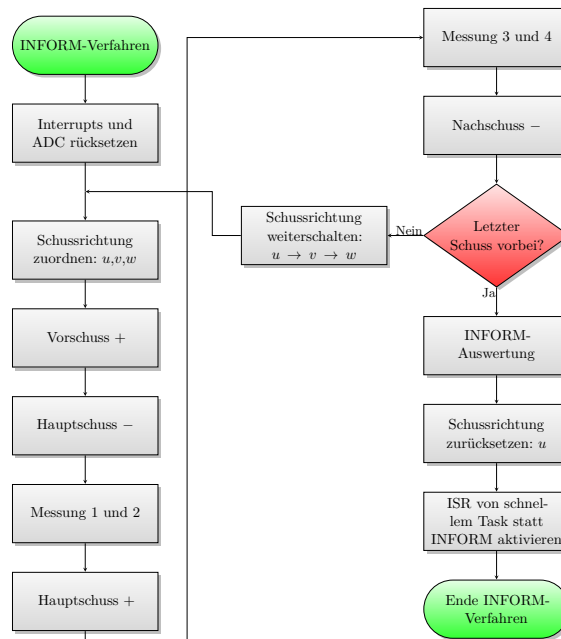 INFORM-Verfahren
Interrupts und
ADC rücksetzen
Schussrichtung
zuordnen: u,v,w
Vorschuss +
Hauptschuss −
Messung 1 und 2
Hauptschuss +
Messung 3 und 4
Nachschuss −
Letzter
Schuss vorbei?
Nein
Schussrichtung
weiterschalten:
u → v → w
Ja
INFORM-
Auswertung
Schussrichtung
zurücksetzen: u
ISR von schnel-
lem Task statt
INFORM aktivieren
Ende INFORM-
Verfahren